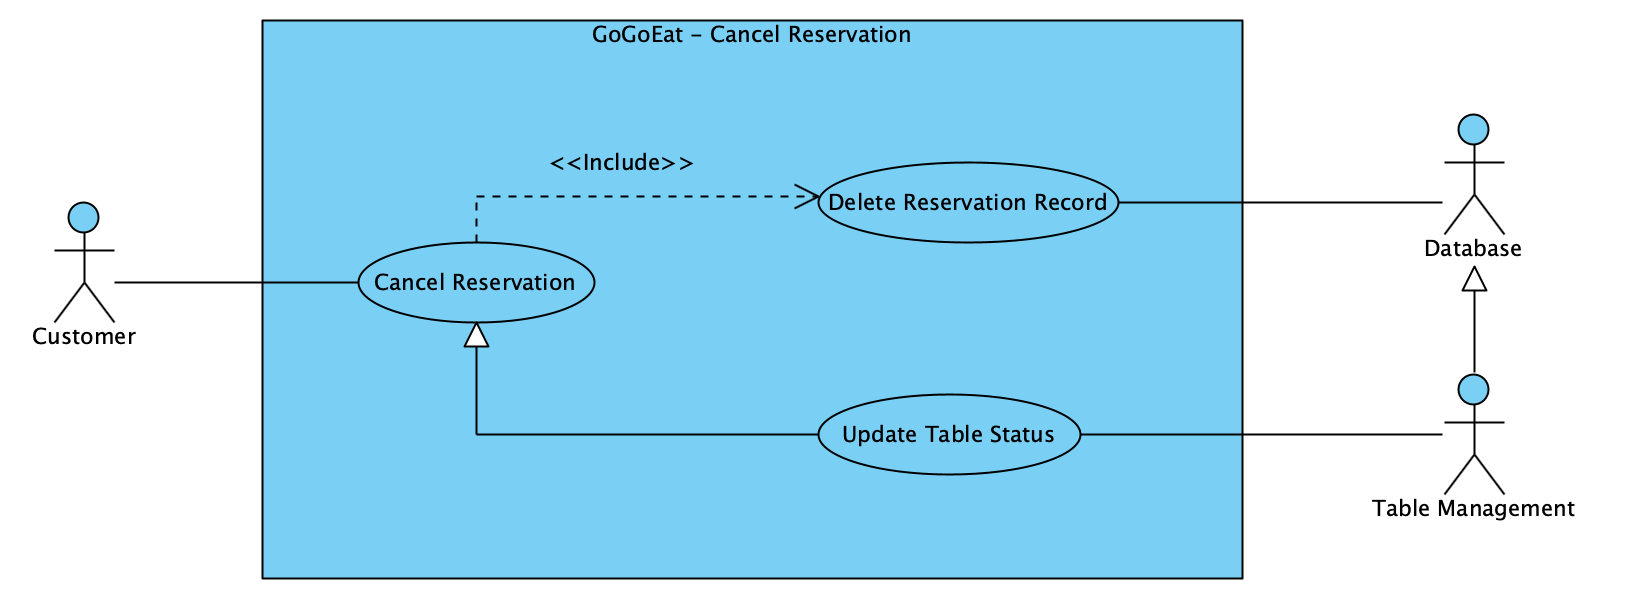 GoGoEat – Cancel Reservation
<<Include>>
Delete Reservation Record
Database
Cancel Reservation
Customer
Update Table Status
Table Management